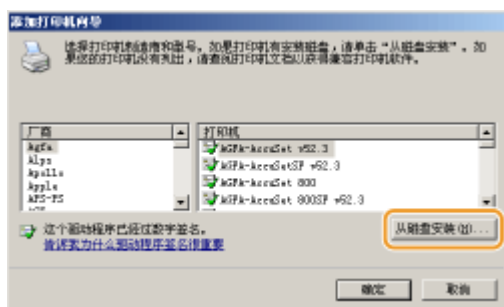 添加打印机向导
选择打印机制造商和型号。如果打印机有安装磁盘，请单击“从磁盘安装”。如
果您的打印机没有列出，请查阅打印机文档以获得兼容打印机软件。
厂商
Agfa
Alps
Apollo
Apple
APS-PS
打印机
AGFA-AccuSet v52.3
AGFA-AccuSetSF v52.3
AGFA-AccuSet 800
AGFA-AccuSet 800SF v52.3
这个驱动程序已经过数字签名。
告诉我为什么驱动程序签名很重要
从磁盘安装(H)...
确定
取消